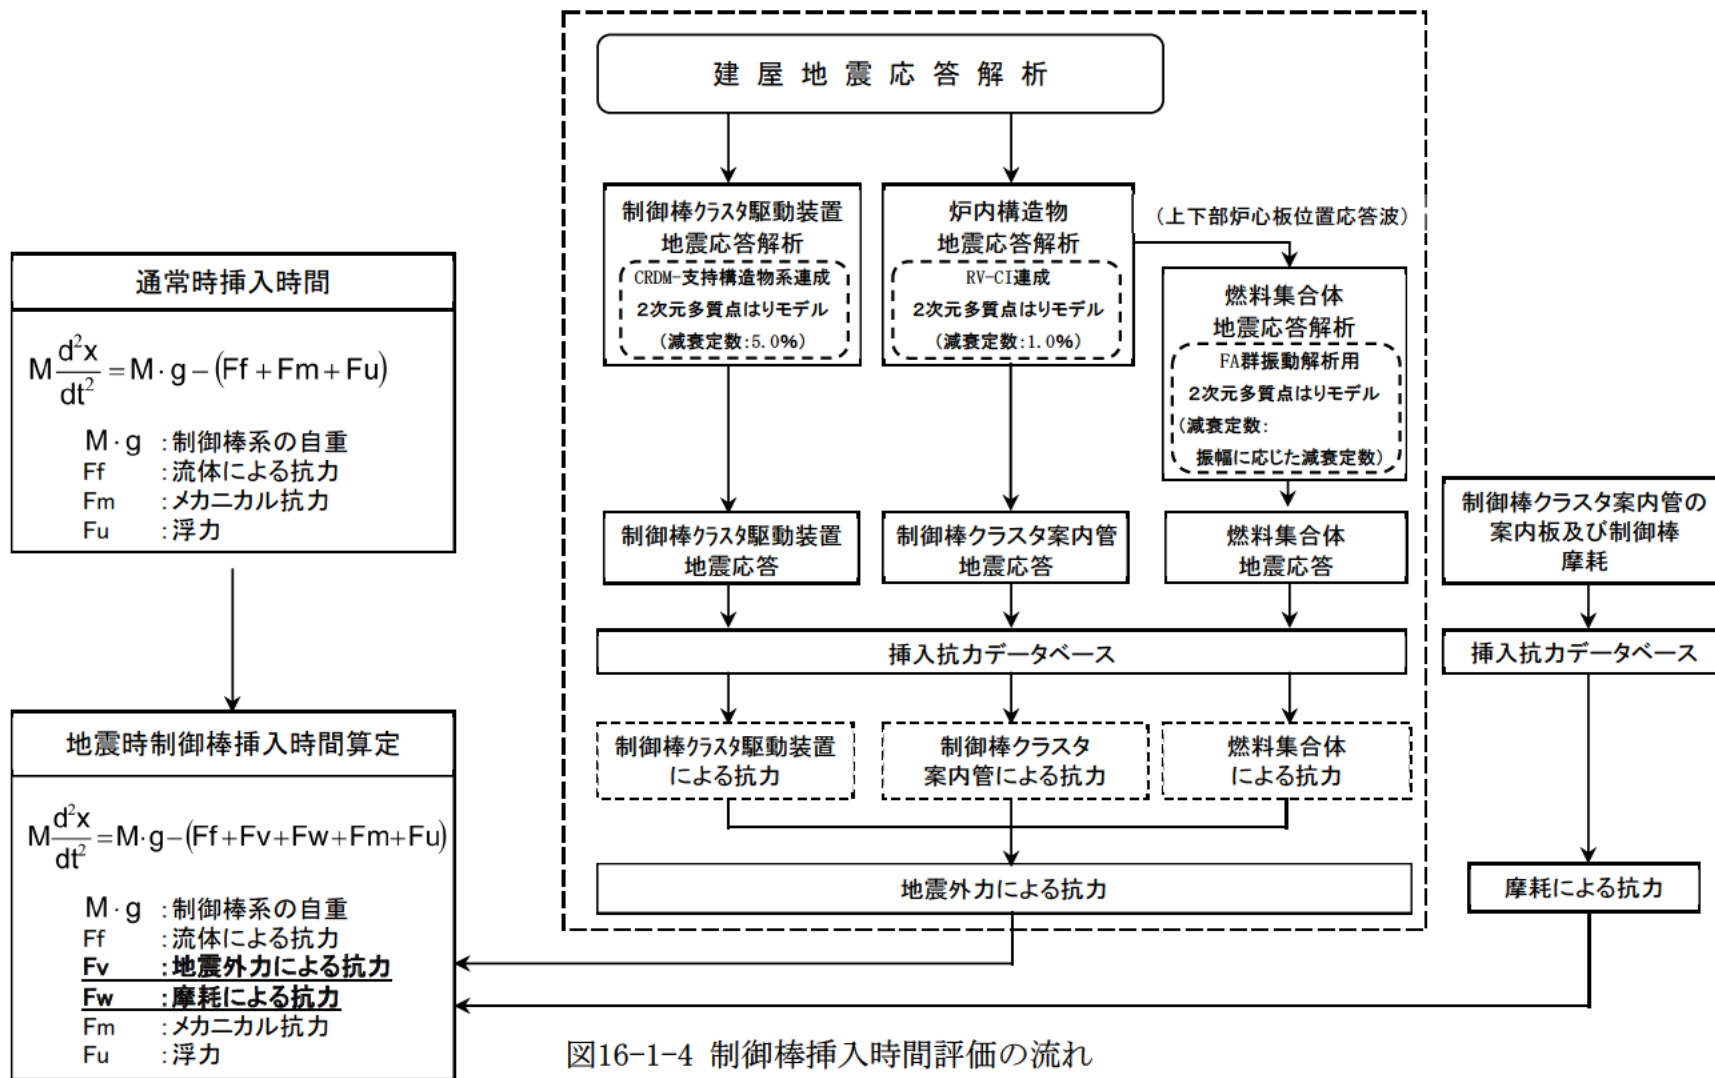 建屋地震応答解析
制御棒クラスタ駆動装置
地震応答解析
CRDM-支持構造物系連成
2次元多質点はりモデル
(減衰定数:5.0%)
炉内構造物
地震応答解析
RV-CI連成
2次元多質点はりモデル
(減衰定数:1.0%)
(上下部炉心板位置応答波)
燃料集合体
地震応答解析
FA群振動解析用
2次元多質点はりモデル
(減衰定数:
振幅に応じた減衰定数)
通常時挿入時間
M d²x/dt² = M·g − (Ff + Fm + Fu)
M·g :制御棒系の自重
Ff :流体による抗力
Fm :メカニカル抗力
Fu :浮力
制御棒クラスタ駆動装置
地震応答
制御棒クラスタ案内管
地震応答
燃料集合体
地震応答
制御棒クラスタ案内管の
案内板及び制御棒
摩耗
挿入抗力データベース
挿入抗力データベース
制御棒クラスタ駆動装置
による抗力
制御棒クラスタ
案内管による抗力
燃料集合体
による抗力
地震外力による抗力
摩耗による抗力
地震時制御棒挿入時間算定
M d²x/dt² = M·g − (Ff + Fv + Fw + Fm + Fu)
M·g :制御棒系の自重
Ff :流体による抗力
Fv :地震外力による抗力
Fw :摩耗による抗力
Fm :メカニカル抗力
Fu :浮力
図16-1-4 制御棒挿入時間評価の流れ